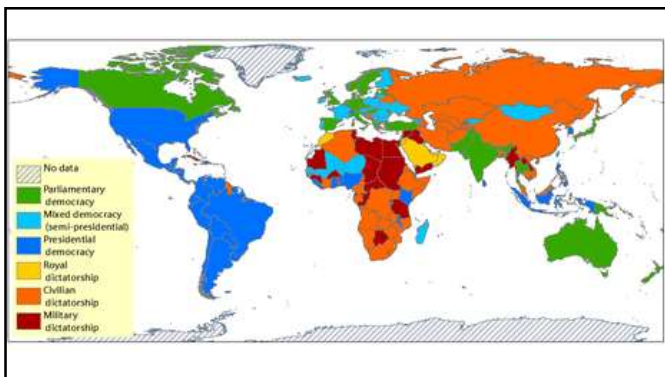 No data
Parliamentary
democracy
Mixed democracy
(semi-presidential)
Presidential
democracy
Royal
dictatorship
Civilian
dictatorship
Military
dictatorship